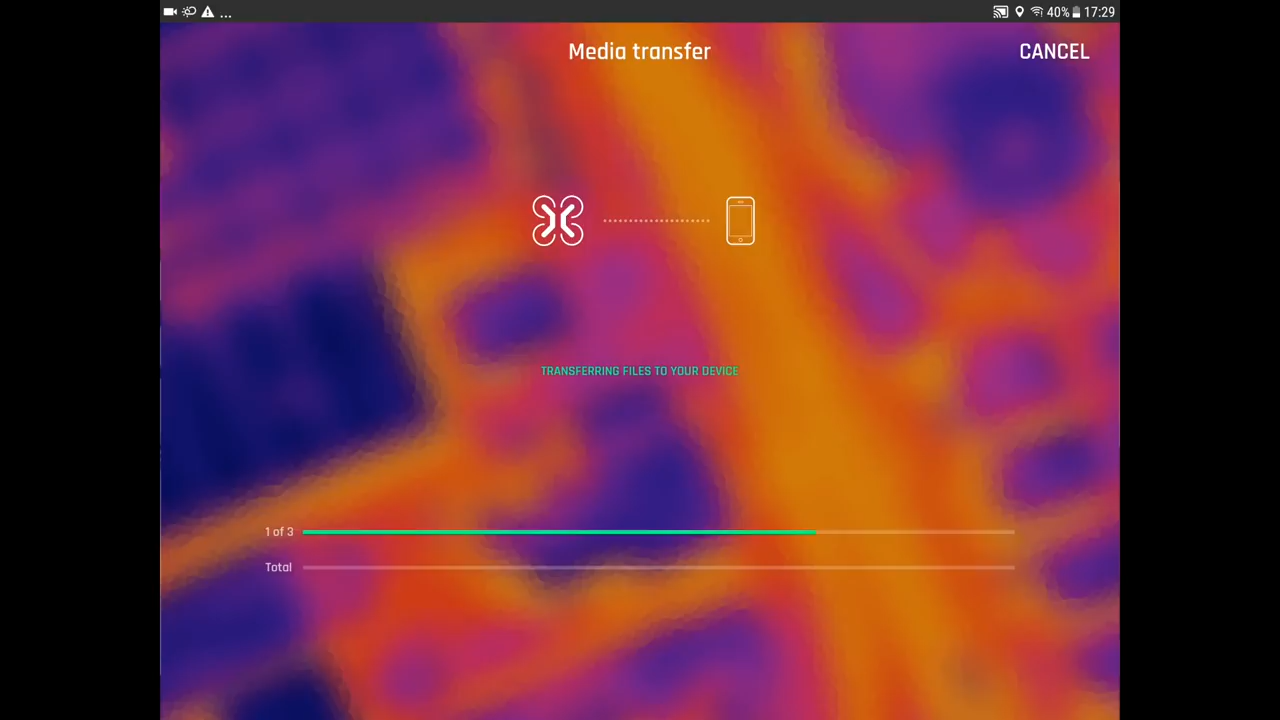 ... 40% 17:29
Media transfer CANCEL
TRANSFERRING FILES TO YOUR DEVICE
1 of 3
Total